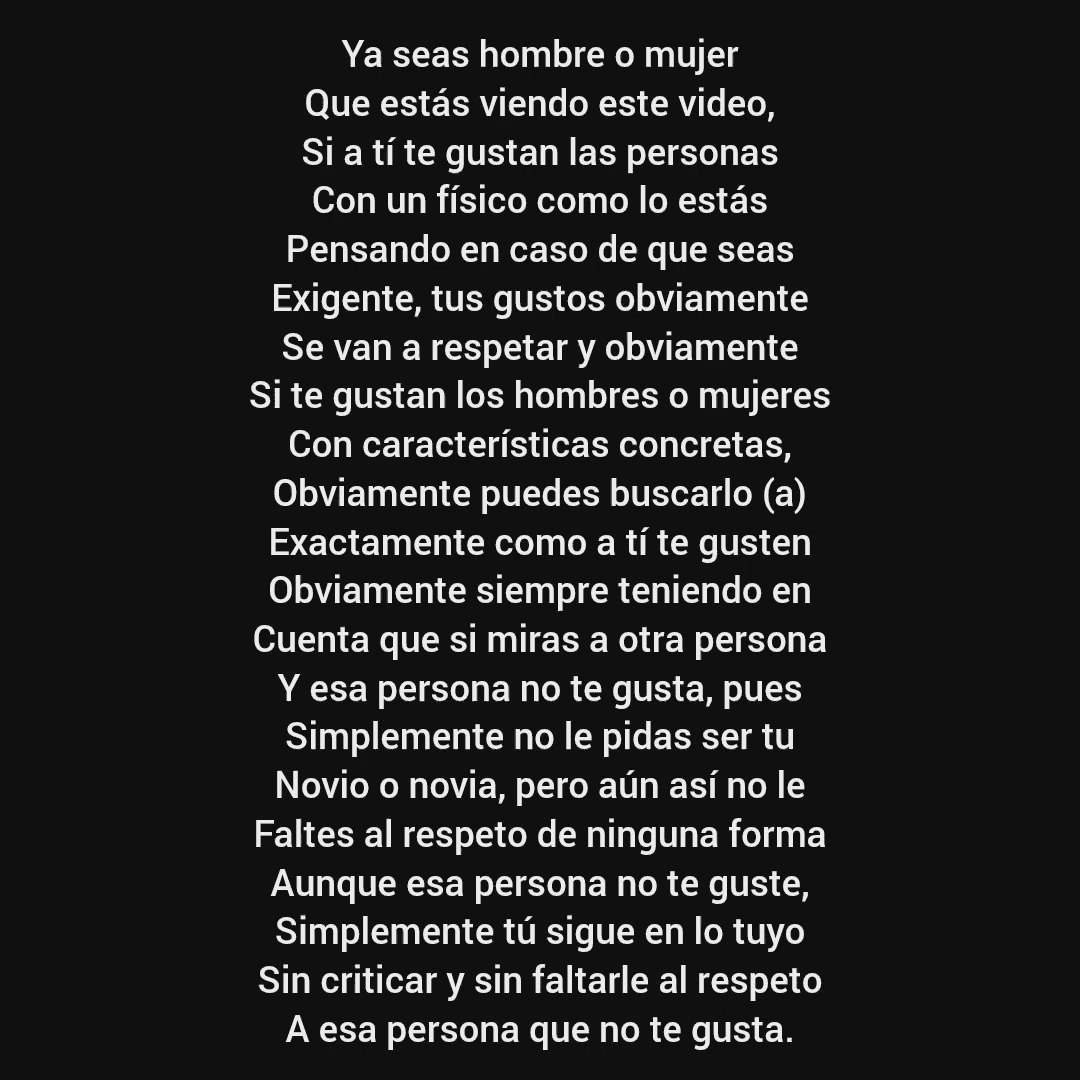 Ya seas hombre o mujer
Que estás viendo este video,
Si a tí te gustan las personas
Con un físico como lo estás
Pensando en caso de que seas
Exigente, tus gustos obviamente
Se van a respetar y obviamente
Si te gustan los hombres o mujeres
Con características concretas,
Obviamente puedes buscarlo (a)
Exactamente como a tí te gusten
Obviamente siempre teniendo en
Cuenta que si miras a otra persona
Y esa persona no te gusta, pues
Simplemente no le pidas ser tu
Novio o novia, pero aún así no le
Faltes al respeto de ninguna forma
Aunque esa persona no te guste,
Simplemente tú sigue en lo tuyo
Sin criticar y sin faltarle al respeto
A esa persona que no te gusta.